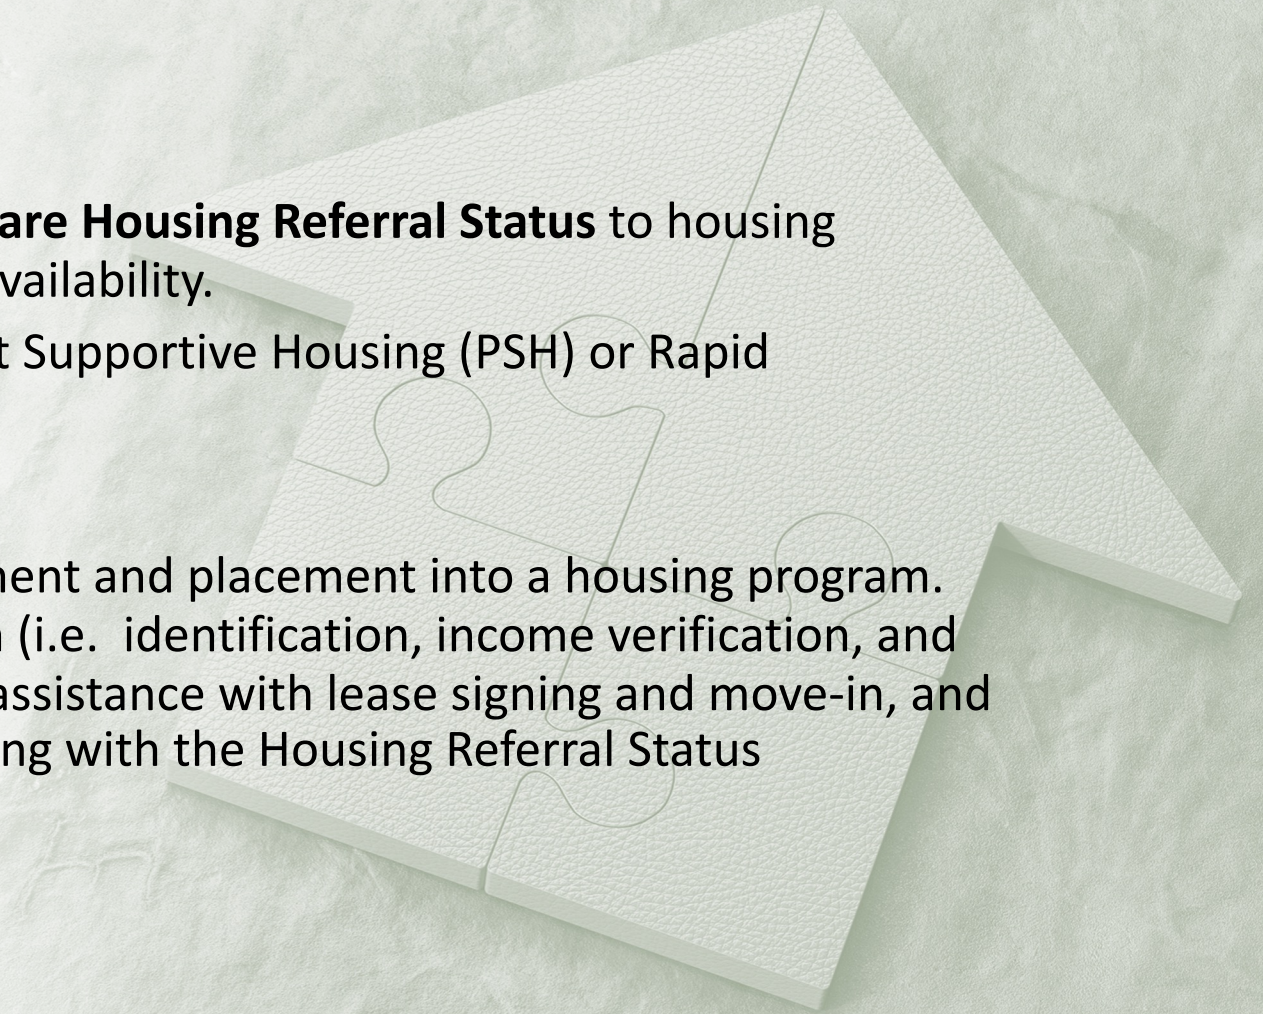 are Housing Referral Status to housing
vailability.
t Supportive Housing (PSH) or Rapid
ent and placement into a housing program.
(i.e.  identification, income verification, and
assistance with lease signing and move-in, and
ng with the Housing Referral Status